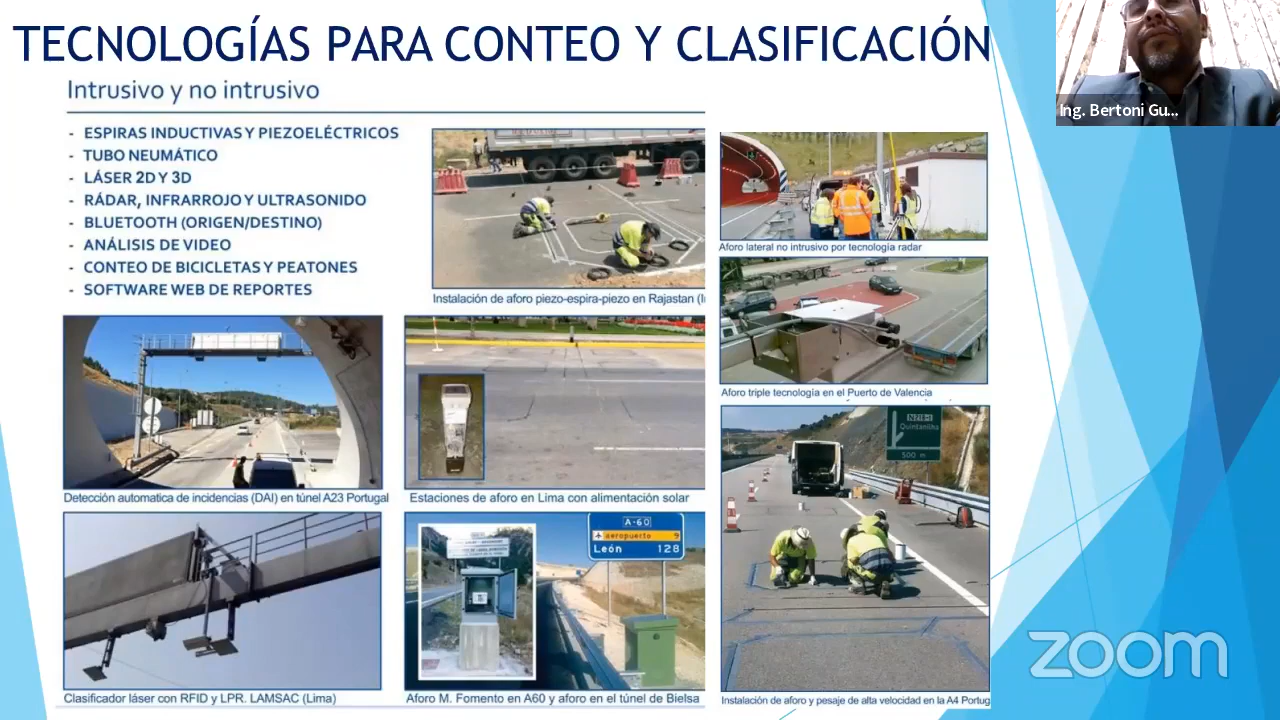 TECNOLOGÍAS PARA CONTEO Y CLASIFICACIÓN
Intrusivo y no intrusivo
- ESPIRAS INDUCTIVAS Y PIEZOELÉCTRICOS
- TUBO NEUMÁTICO
- LÁSER 2D Y 3D
- RÁDAR, INFRARROJO Y ULTRASONIDO
- BLUETOOTH (ORIGEN/DESTINO)
- ANÁLISIS DE VIDEO
- CONTEO DE BICICLETAS Y PEATONES
- SOFTWARE WEB DE REPORTES
Instalación de aforo piezo-espira-piezo en Rajastan (I
Aforo lateral no intrusivo por tecnología radar
Aforo triple tecnología en el Puerto de Valencia
Detección automatica de incidencias (DAI) en túnel A23 Portugal
Estaciones de aforo en Lima con alimentación solar
N218-1
Quintanilha
500 m
A-60
aeropuerto 9
León 128
Clasificador láser con RFID y LPR. LAMSAC (Lima)
Aforo M. Fomento en A60 y aforo en el túnel de Bielsa
Instalación de aforo y pesaje de alta velocidad en la A4 Portug
Ing. Bertoni Gu...
zoom